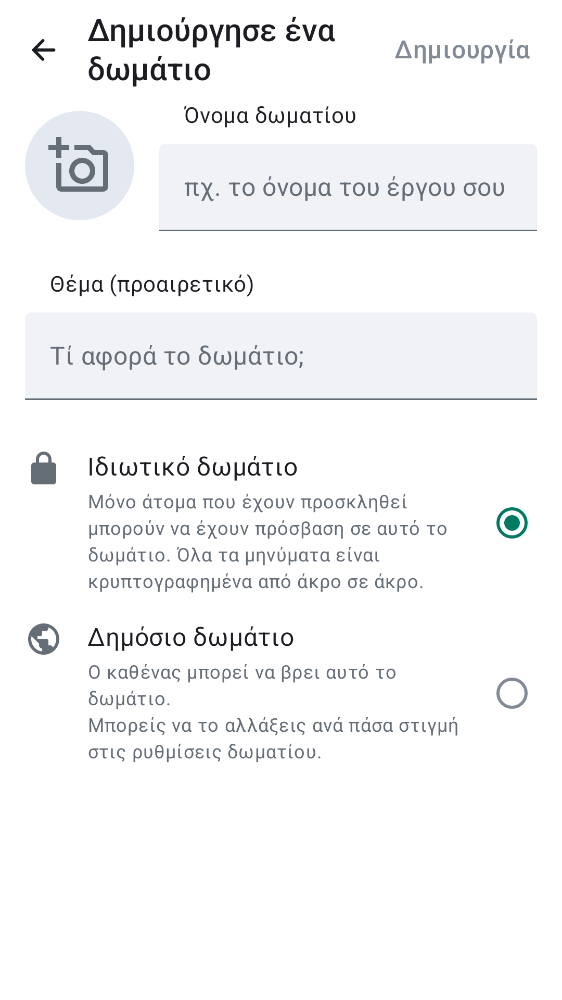 Δημιούργησε ένα
δωμάτιο
Δημιουργία
Όνομα δωματίου
πχ. το όνομα του έργου σου
Θέμα (προαιρετικό)
Τί αφορά το δωμάτιο;
Ιδιωτικό δωμάτιο
Μόνο άτομα που έχουν προσκληθεί
μπορούν να έχουν πρόσβαση σε αυτό το
δωμάτιο. Όλα τα μηνύματα είναι
κρυπτογραφημένα από άκρο σε άκρο.
Δημόσιο δωμάτιο
Ο καθένας μπορεί να βρει αυτό το
δωμάτιο.
Μπορείς να το αλλάξεις ανά πάσα στιγμή
στις ρυθμίσεις δωματίου.